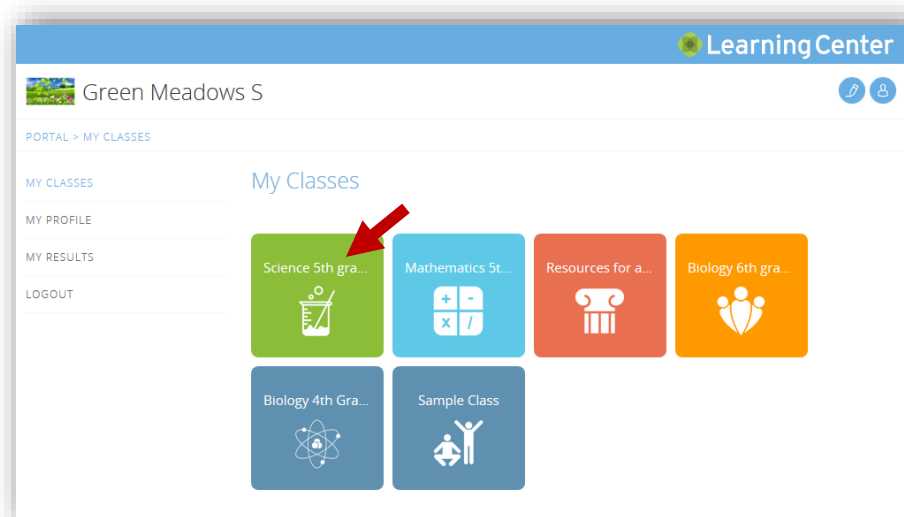 Learning Center
Green Meadows S
PORTAL > MY CLASSES
MY CLASSES
MY PROFILE
MY RESULTS
LOGOUT
My Classes
Science 5th gra...
Mathematics 5t...
Resources for a...
Biology 6th gra...
+ -
x /
Biology 4th Gra...
Sample Class